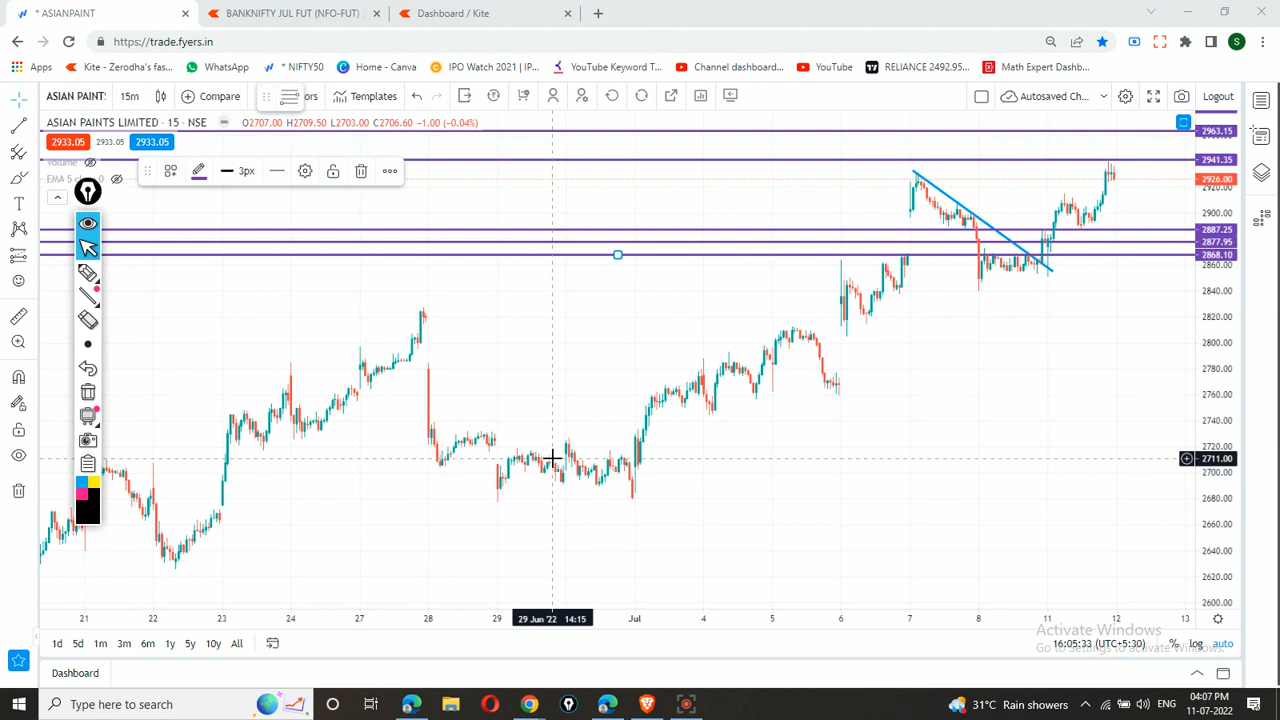 * ASIANPAINT
BANKNIFTY JUL FUT (NFO-FUT)
Dashboard / Kite
https://trade.fyers.in
S
Apps
Kite - Zerodha's fas...
WhatsApp
* NIFTY50
Home - Canva
IPO Watch 2021 | IP...
YouTube Keyword T...
Channel dashboard...
YouTube
RELIANCE 2492.95...
Math Expert Dashb...
ASIAN PAINT
15m
Compare
ors
Templates
Autosaved Ch...
Logout
ASIAN PAINTS LIMITED · 15 · NSE
O2707.00 H2709.50 L2703.00 C2706.60 −1.00 (−0.04%)
2933.05 2933.05 2933.05
Volume
EMA 5 close 0
3px
2963.15
2941.35
2926.00
2920.00
2900.00
2887.25
2877.95
2868.10
2860.00
2840.00
2820.00
2800.00
2780.00
2760.00
2740.00
2720.00
2711.00
2700.00
2680.00
2660.00
2640.00
2620.00
2600.00
21 22 23 24 27 28 29 29 Jun '22 14:15 Jul 4 5 6 7 8 11 12 13
1d 5d 1m 3m 6m 1y 5y 10y All
16:05:33 (UTC+5:30) % log auto
Activate Windows
Go to Settings to activate Windows.
Dashboard
Type here to search
31°C Rain showers
ENG
04:07 PM
11-07-2022